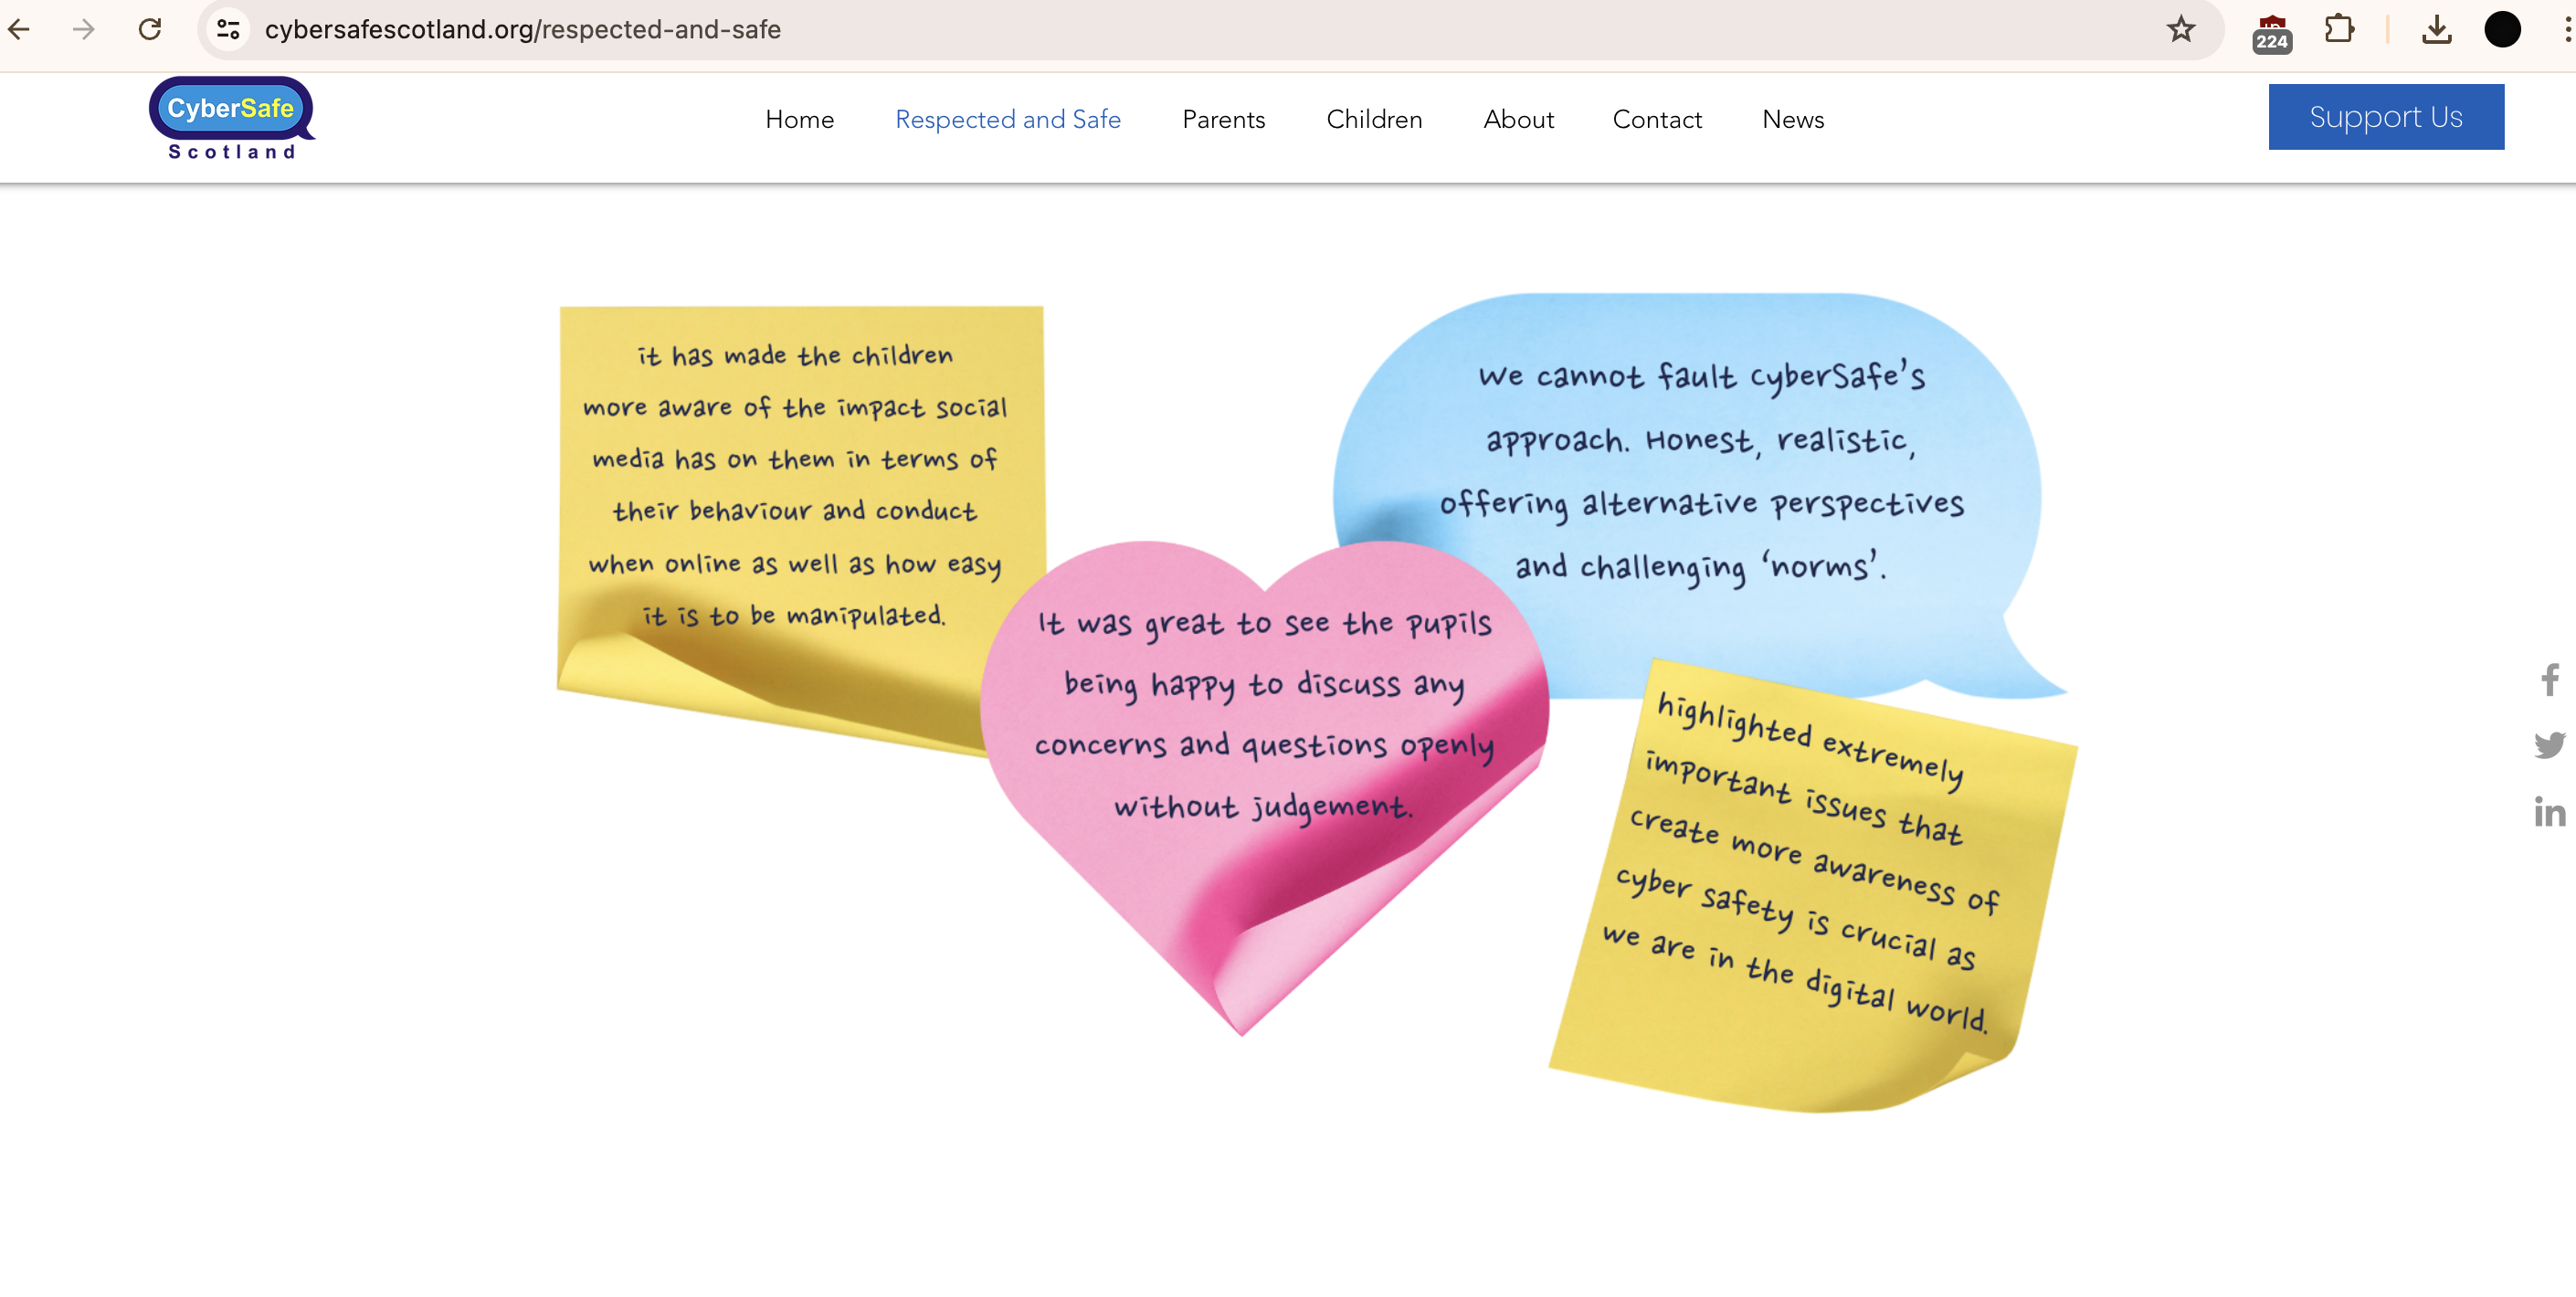 cybersafescotland.org/respected-and-safe
224
CyberSafe
Scotland
Home
Respected and Safe
Parents
Children
About
Contact
News
Support Us
it has made the children
more aware of the impact social
media has on them in terms of
their behaviour and conduct
when online as well as how easy
it is to be manipulated.
We cannot fault cyberSafe's
approach. Honest, realistic,
offering alternative perspectives
and challenging 'norms'.
It was great to see the pupils
being happy to discuss any
concerns and questions openly
without judgement.
highlighted extremely
important issues that
create more awareness of
cyber safety is crucial as
we are in the digital world.
f
in